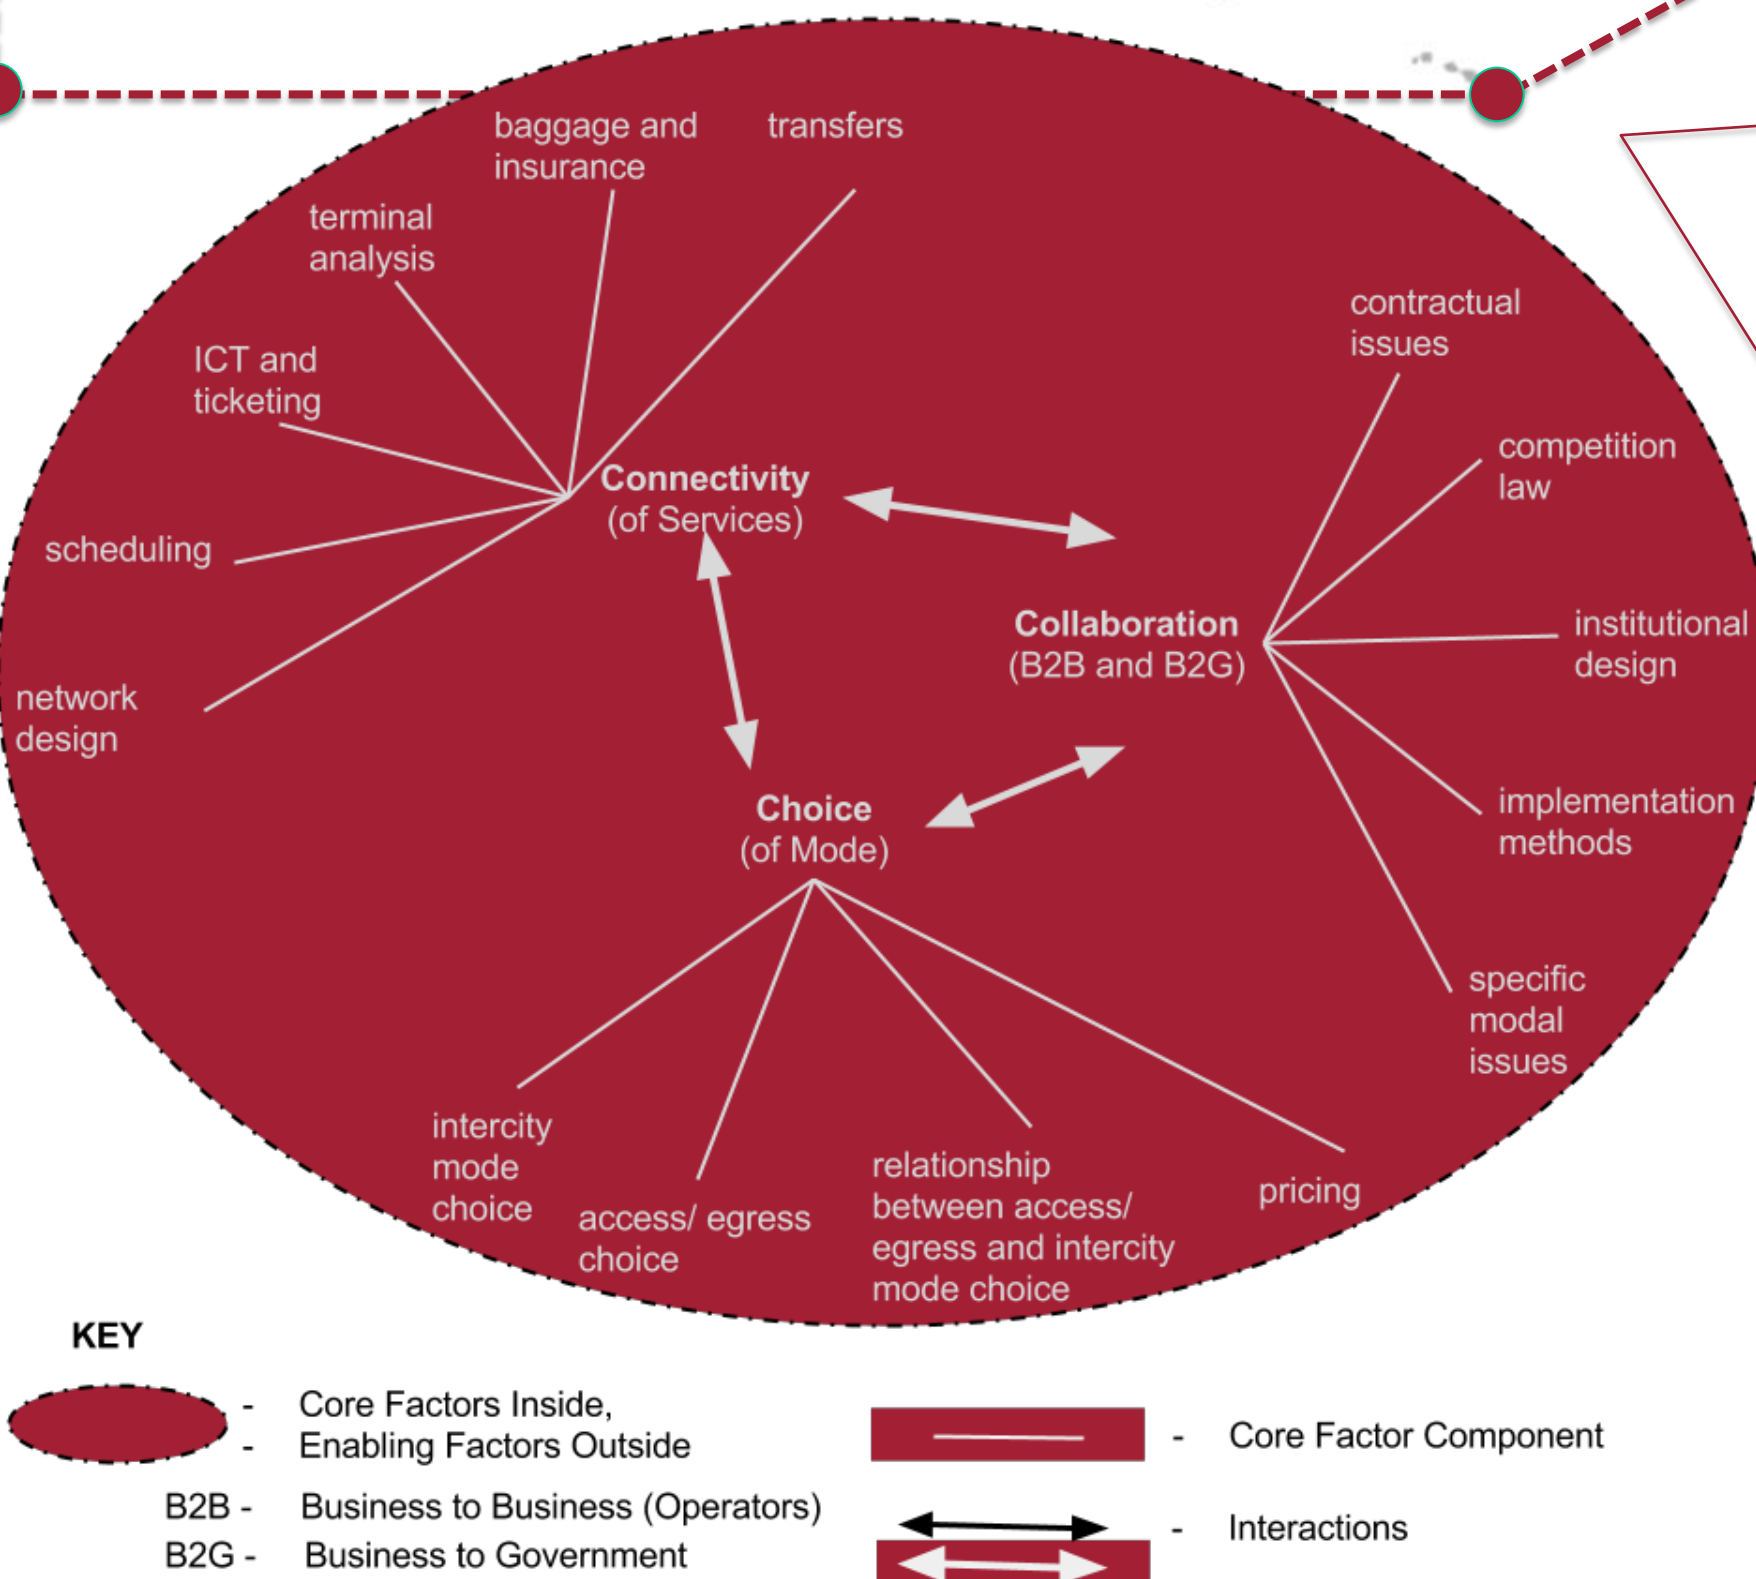 baggage and
insurance
transfers
terminal
analysis
ICT and
ticketing
scheduling
network
design
Connectivity
(of Services)
contractual
issues
competition
law
Collaboration
(B2B and B2G)
institutional
design
implementation
methods
specific
modal
issues
Choice
(of Mode)
intercity
mode
choice
access/ egress
choice
relationship
between access/
egress and intercity
mode choice
pricing
KEY
- Core Factors Inside,
- Enabling Factors Outside
B2B - Business to Business (Operators)
B2G - Business to Government
- Core Factor Component
- Interactions